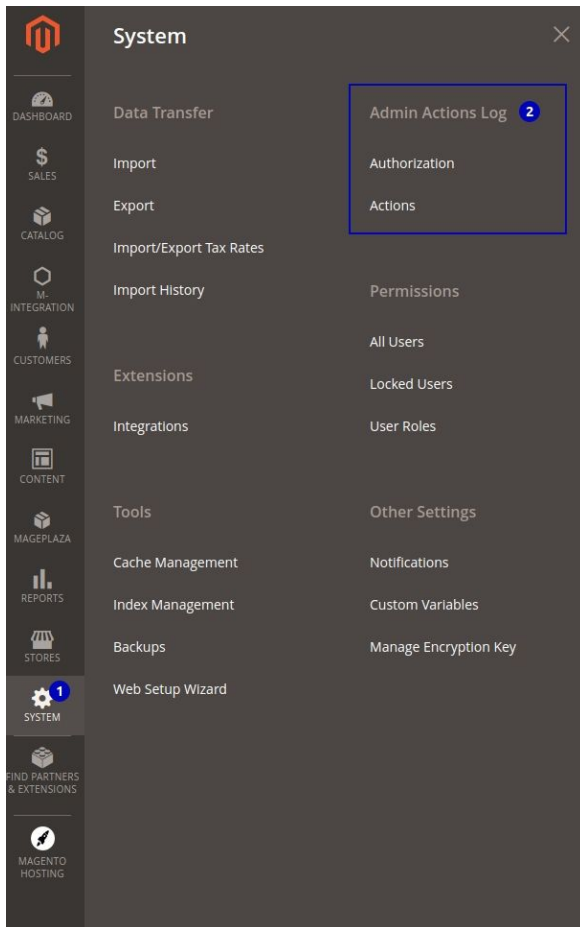 System
DASHBOARD
SALES
CATALOG
M-
INTEGRATION
CUSTOMERS
MARKETING
CONTENT
MAGEPLAZA
REPORTS
STORES
1
SYSTEM
FIND PARTNERS
& EXTENSIONS
MAGENTO
HOSTING
Data Transfer
Import
Export
Import/Export Tax Rates
Import History
Extensions
Integrations
Tools
Cache Management
Index Management
Backups
Web Setup Wizard
Admin Actions Log 2
Authorization
Actions
Permissions
All Users
Locked Users
User Roles
Other Settings
Notifications
Custom Variables
Manage Encryption Key